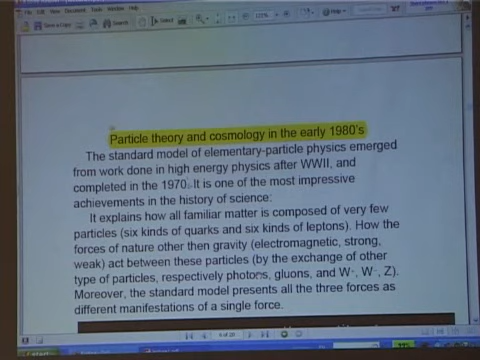 Save a Copy
Search
Select
Help
Particle theory and cosmology in the early 1980's
The standard model of elementary-particle physics emerged
from work done in high energy physics after WWII, and
completed in the 1970. It is one of the most impressive
achievements in the history of science:
It explains how all familiar matter is composed of very few
particles (six kinds of quarks and six kinds of leptons). How the
forces of nature other then gravity (electromagnetic, strong,
weak) act between these particles (by the exchange of other
type of particles, respectively photons, gluons, and W⁺, W⁻, Z).
Moreover, the standard model presents all the three forces as
different manifestations of a single force.